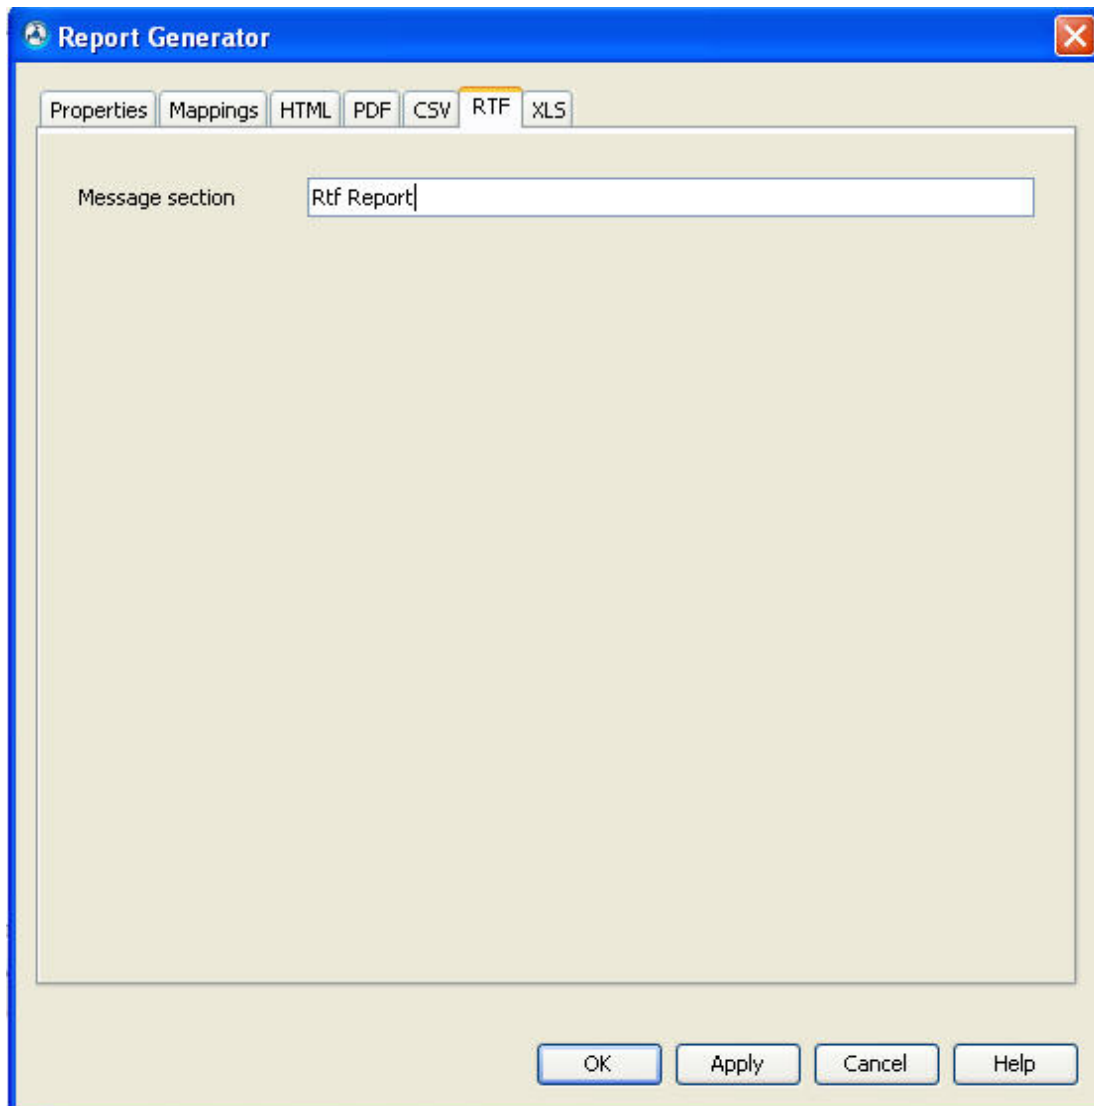 Report Generator
Properties Mappings HTML PDF CSV RTF XLS
Message section Rtf Report
OK Apply Cancel Help